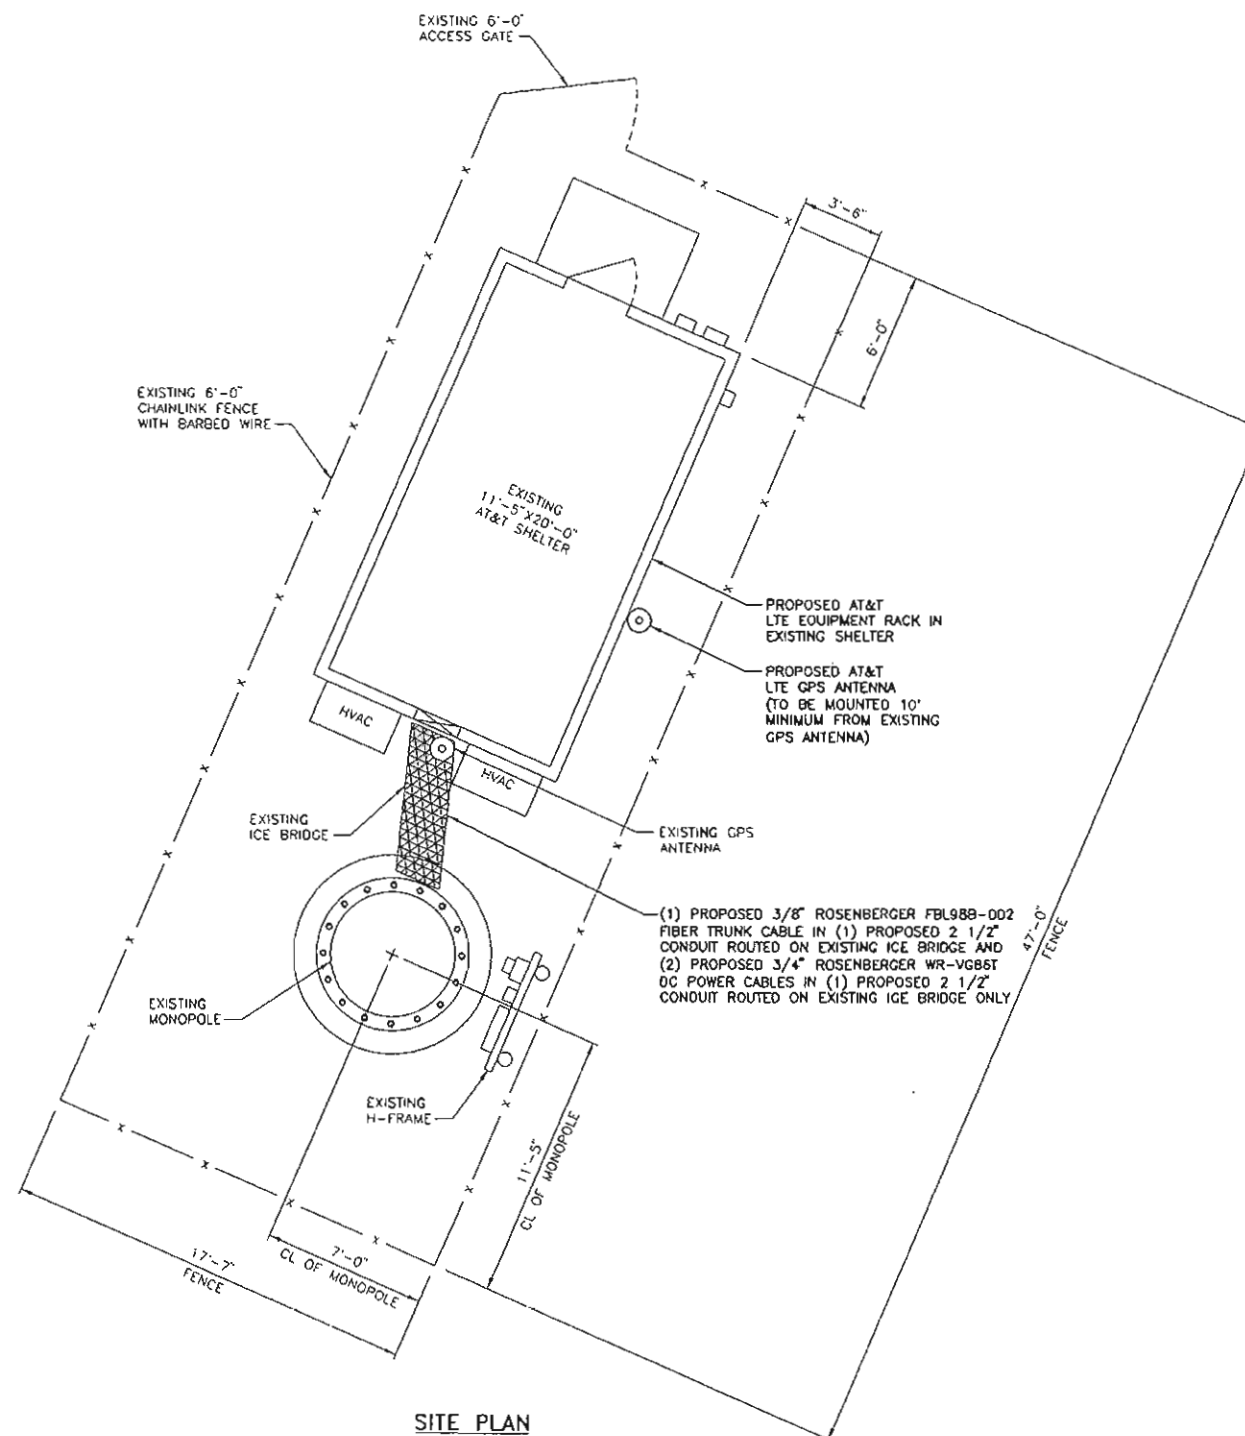 EXISTING 6'-0"
ACCESS GATE
3'-6"
6'-0"
EXISTING 6'-0"
CHAINLINK FENCE
WITH BARBED WIRE
EXISTING
11'-5"X20'-0"
AT&T SHELTER
PROPOSED AT&T
LTE EQUIPMENT RACK IN
EXISTING SHELTER
PROPOSED AT&T
LTE GPS ANTENNA
(TO BE MOUNTED 10'
MINIMUM FROM EXISTING
GPS ANTENNA)
HVAC
HVAC
EXISTING
ICE BRIDGE
EXISTING GPS
ANTENNA
(1) PROPOSED 3/8" ROSENBERGER FBL98B-002
FIBER TRUNK CABLE IN (1) PROPOSED 2 1/2"
CONDUIT ROUTED ON EXISTING ICE BRIDGE AND
(2) PROPOSED 3/4" ROSENBERGER WR-VG86T
DC POWER CABLES IN (1) PROPOSED 2 1/2"
CONDUIT ROUTED ON EXISTING ICE BRIDGE ONLY
47'-0"
FENCE
EXISTING
MONOPOLE
EXISTING
H-FRAME
11'-5"
CL OF MONOPOLE
7'-0"
CL OF MONOPOLE
17'-7"
FENCE
SITE PLAN